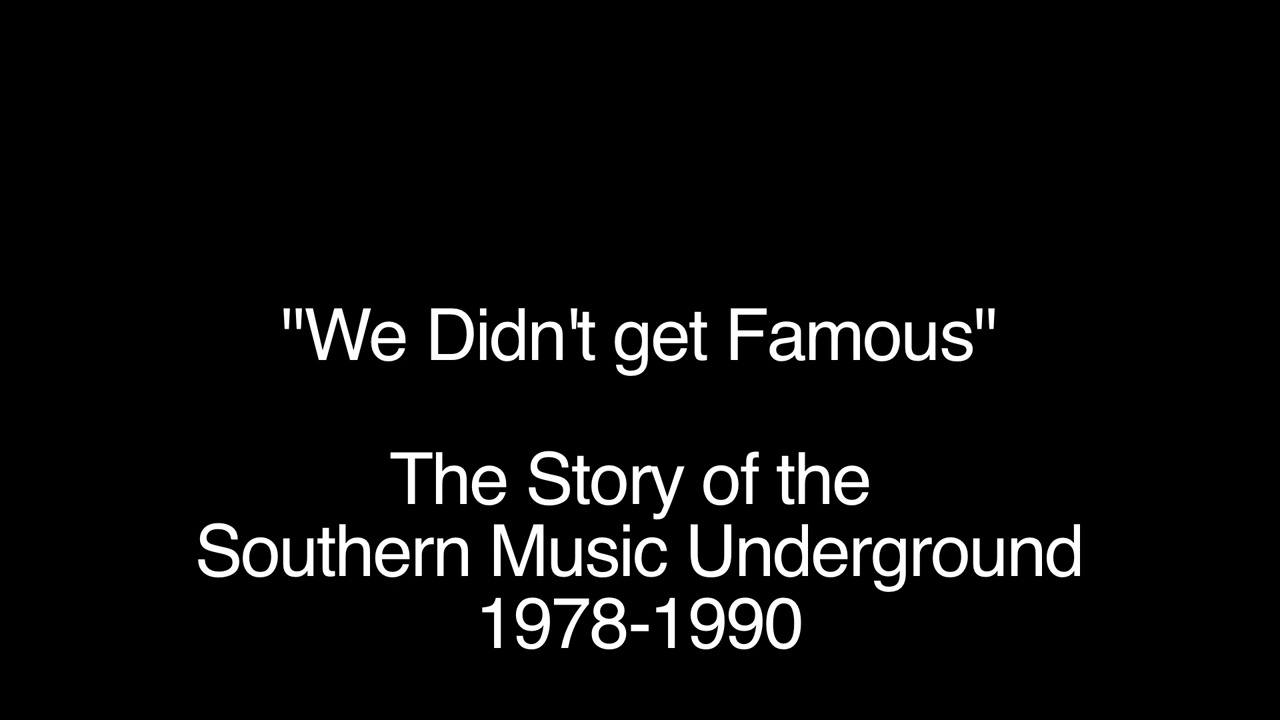 "We Didn't get Famous"
The Story of the
Southern Music Underground
1978-1990